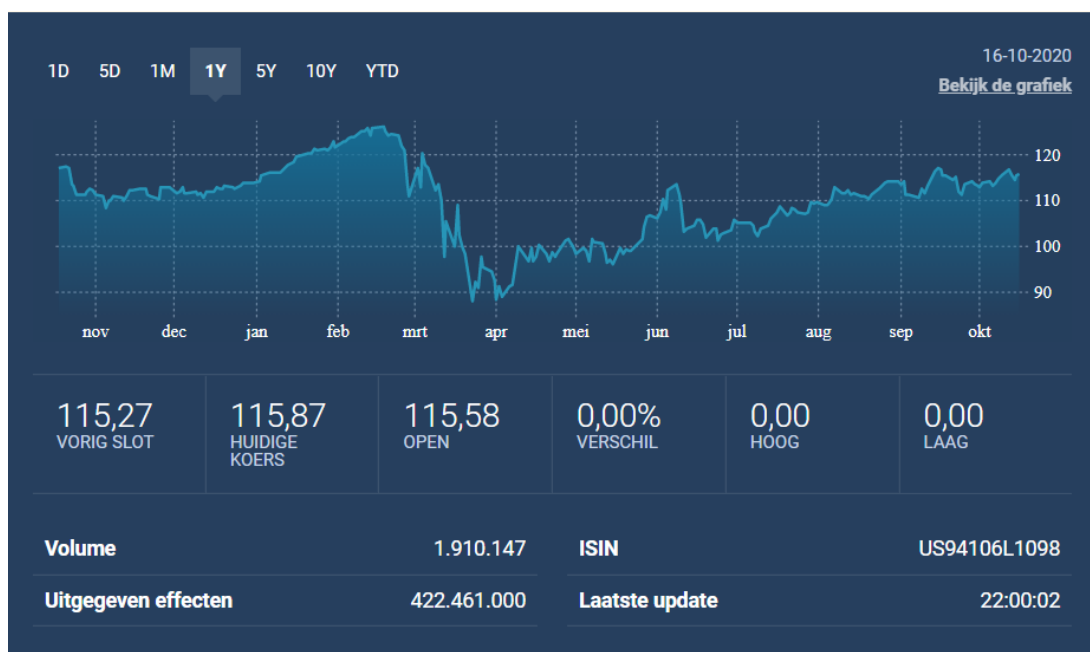 1D 5D 1M 1Y 5Y 10Y YTD
16-10-2020
Bekijk de grafiek
120
110
100
90
nov dec jan feb mrt apr mei jun jul aug sep okt
115,27 115,87 115,58 0,00% 0,00 0,00
VORIG SLOT HUIDIGE OPEN VERSCHIL HOOG LAAG
KOERS
Volume 1.910.147 ISIN US94106L1098
Uitgegeven effecten 422.461.000 Laatste update 22:00:02